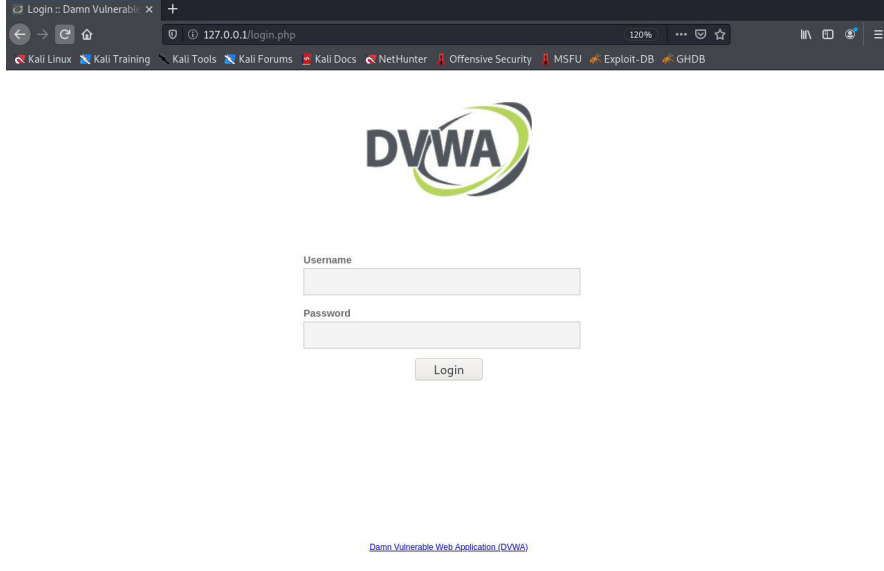 Login :: Damn Vulnerable
127.0.0.1/login.php
120%
Kali Linux Kali Training Kali Tools Kali Forums Kali Docs NetHunter Offensive Security MSFU Exploit-DB GHDB
DVWA
Username
Password
Login
Damn Vulnerable Web Application (DVWA)